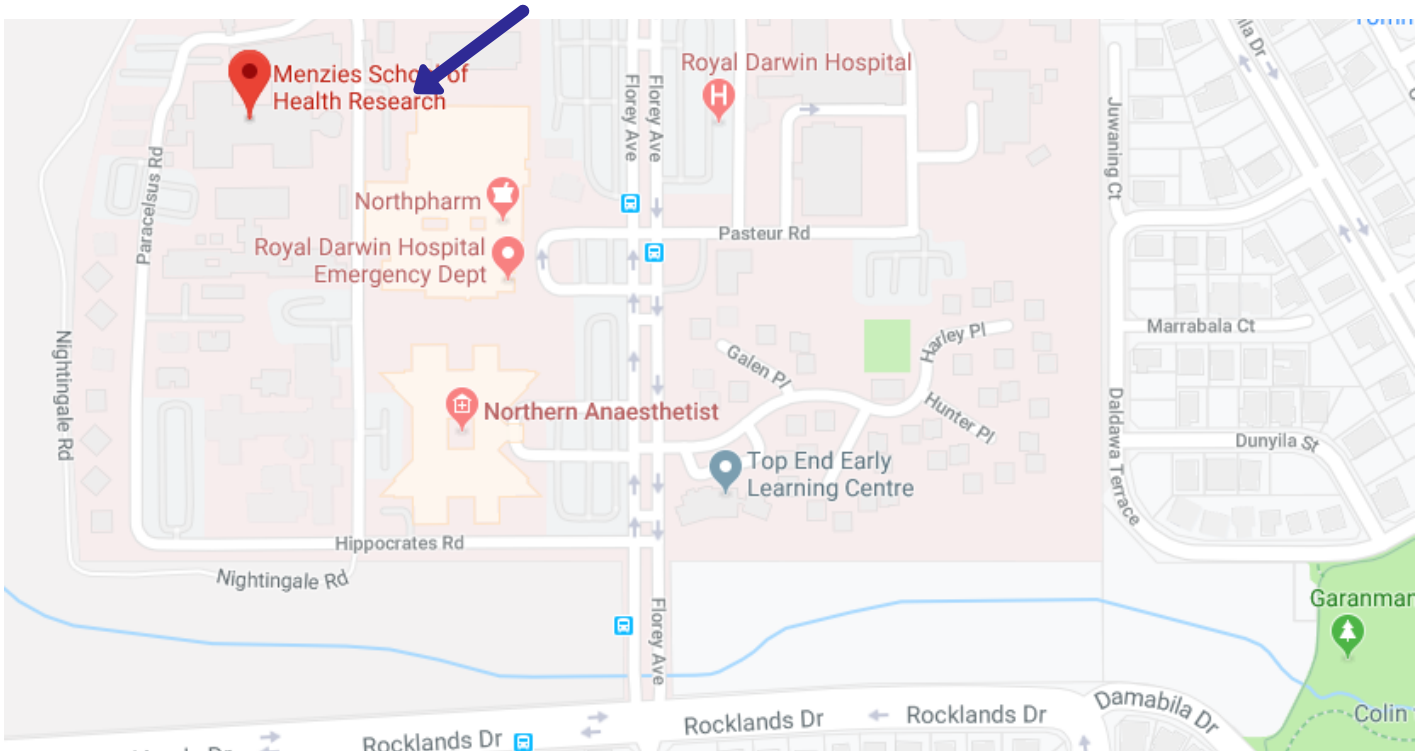 Menzies School of
Health Research
Royal Darwin Hospital
H
Florey Ave
Florey Ave
Juwaning Ct
Paracelsus Rd
Northpharm
Pasteur Rd
Royal Darwin Hospital
Emergency Dept
Nightingale Rd
Marrabala Ct
Harley Pl
Galen Pl
Hunter Pl
Northern Anaesthetist
Daldawa Terrace
Dunyila St
Top End Early
Learning Centre
Hippocrates Rd
Nightingale Rd
Florey Ave
Garanmar
Damabila Dr
Colin
Rocklands Dr
Rocklands Dr
Rocklands Dr